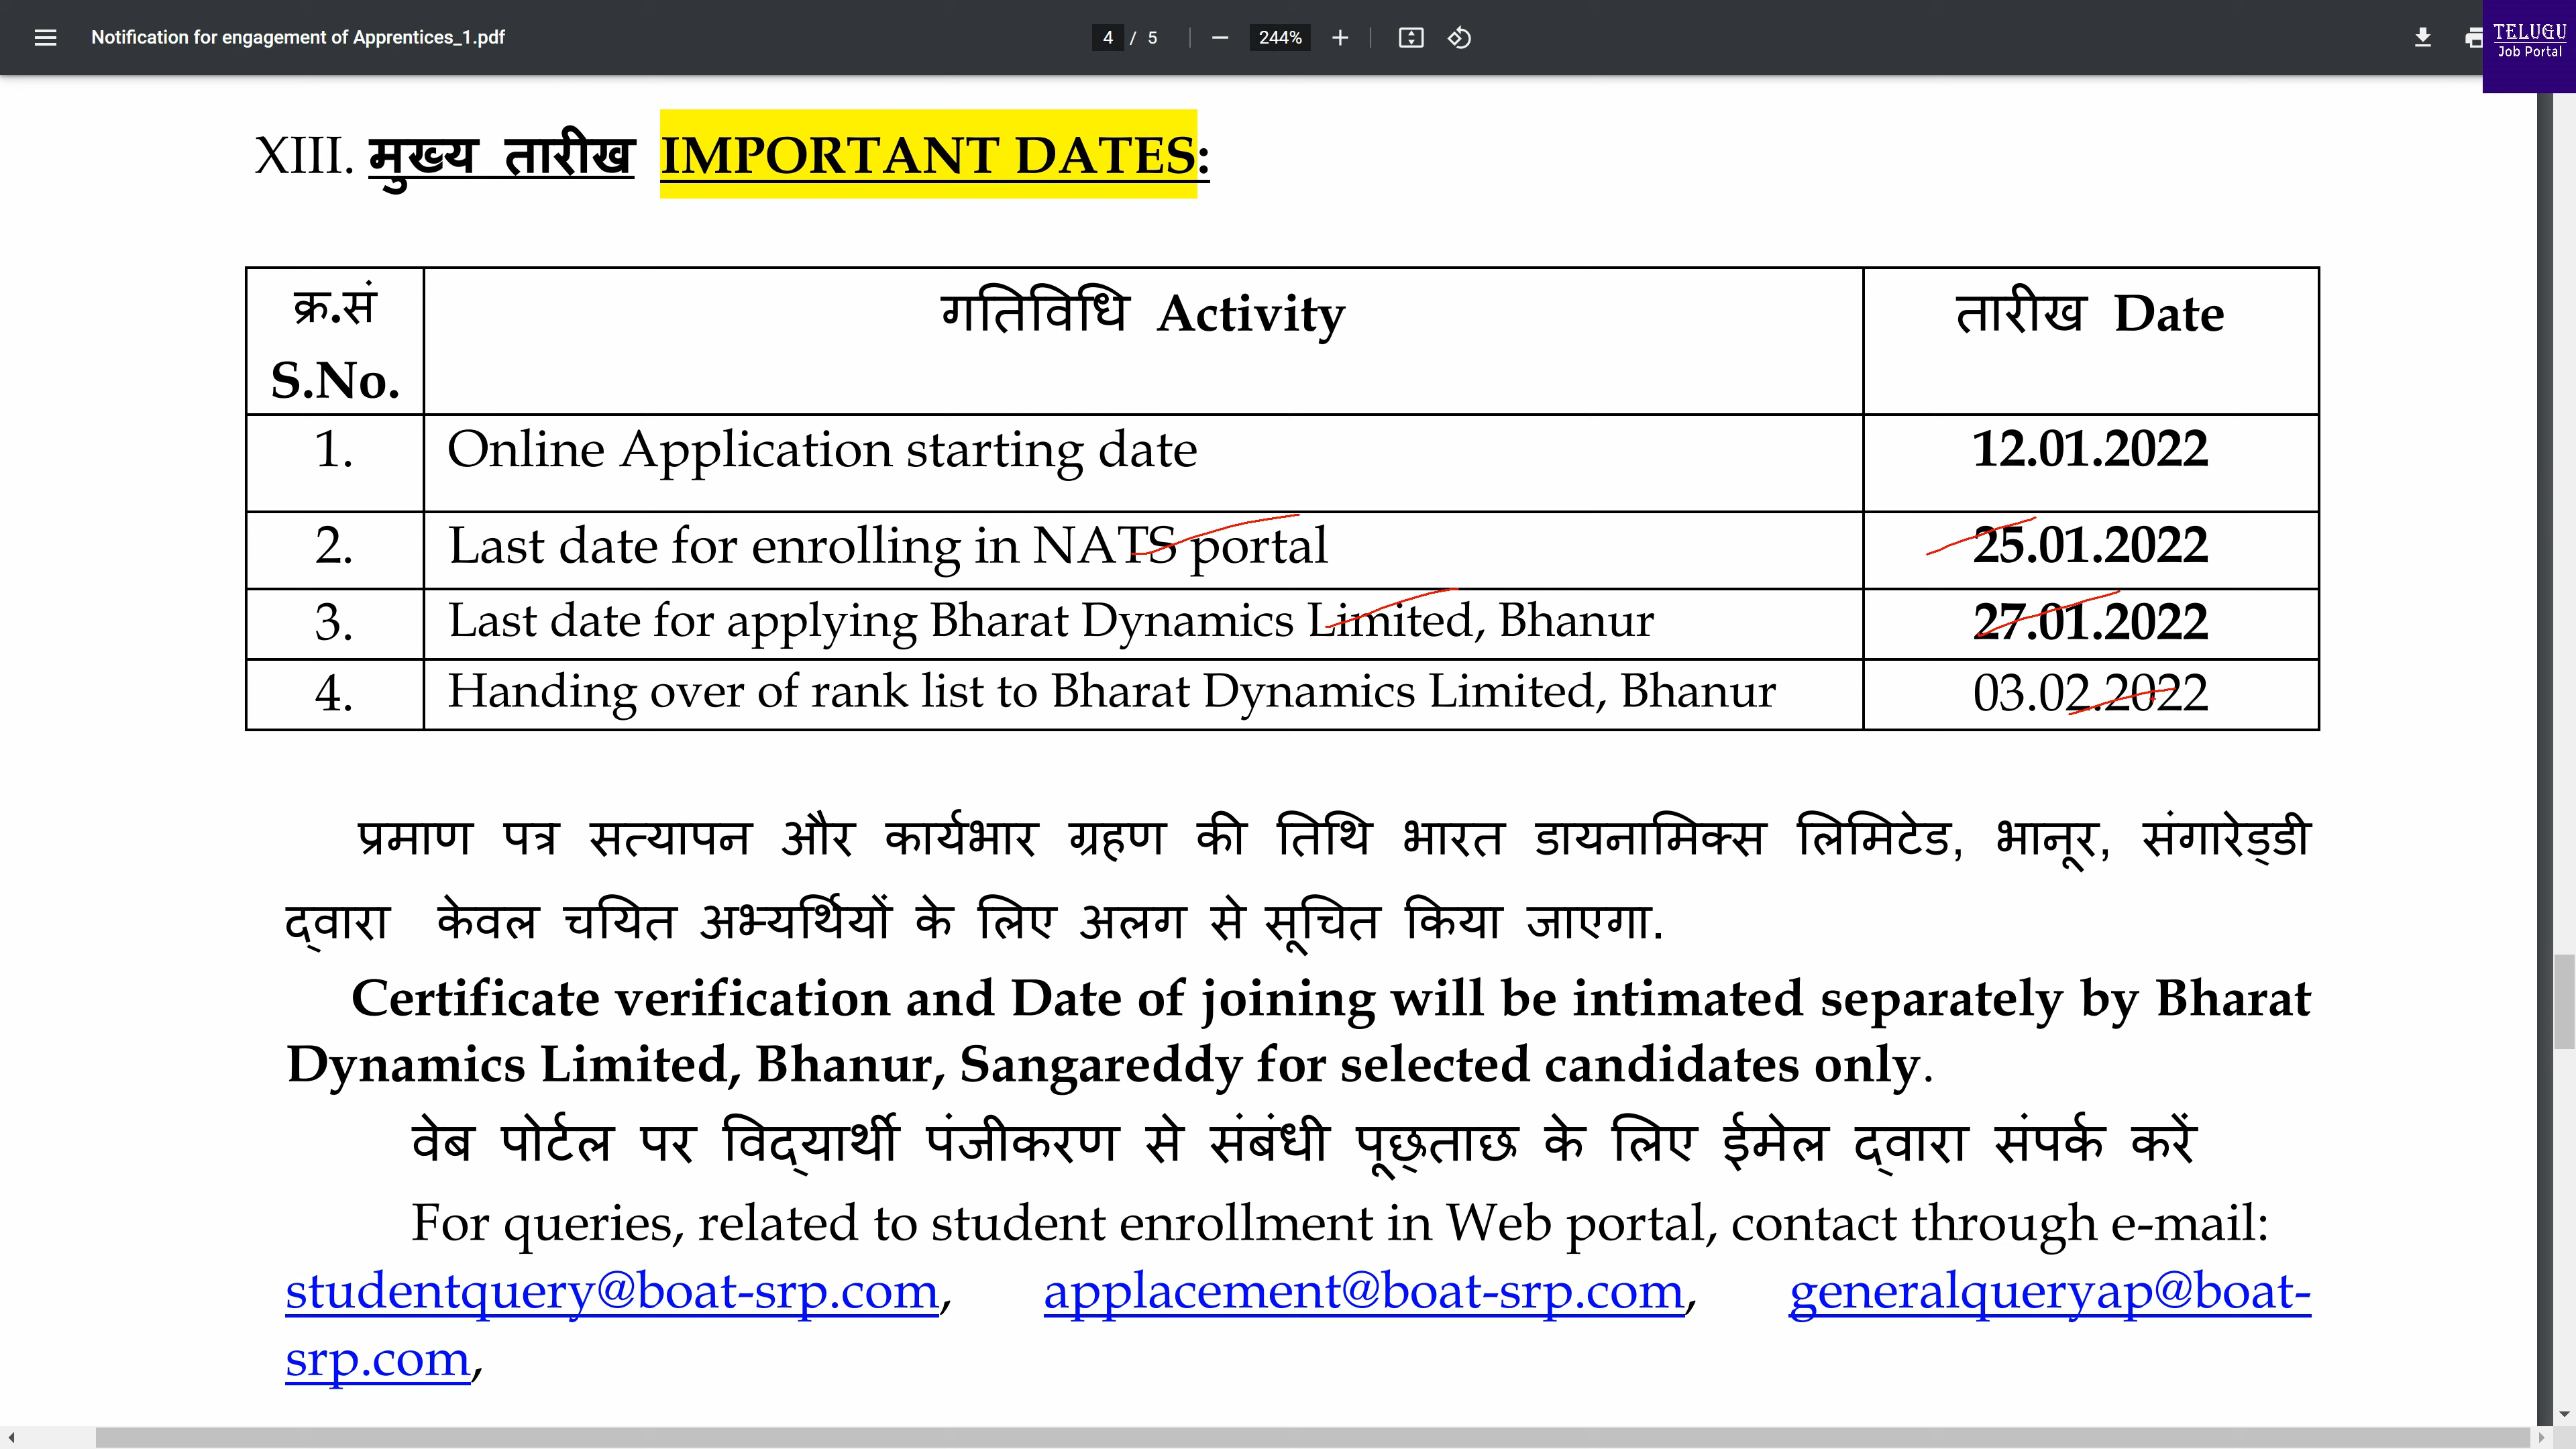 Notification for engagement of Apprentices_1.pdf
4 / 5
244%
TELUGU
Job Portal
XIII. मुख्य तारीख IMPORTANT DATES:
क्र.सं S.No. गतिविधि Activity तारीख Date
1. Online Application starting date 12.01.2022
2. Last date for enrolling in NATS portal 25.01.2022
3. Last date for applying Bharat Dynamics Limited, Bhanur 27.01.2022
4. Handing over of rank list to Bharat Dynamics Limited, Bhanur 03.02.2022
प्रमाण पत्र सत्यापन और कार्यभार ग्रहण की तिथि भारत डायनामिक्स लिमिटेड, भानूर, संगारेड्डी
द्वारा केवल चयित अभ्यर्थियों के लिए अलग से सूचित किया जाएगा.
Certificate verification and Date of joining will be intimated separately by Bharat
Dynamics Limited, Bhanur, Sangareddy for selected candidates only.
वेब पोर्टल पर विद्यार्थी पंजीकरण से संबंधी पूछ्ताछ के लिए ईमेल द्वारा संपर्क करें
For queries, related to student enrollment in Web portal, contact through e-mail:
studentquery@boat-srp.com, applacement@boat-srp.com, generalqueryap@boat-
srp.com,